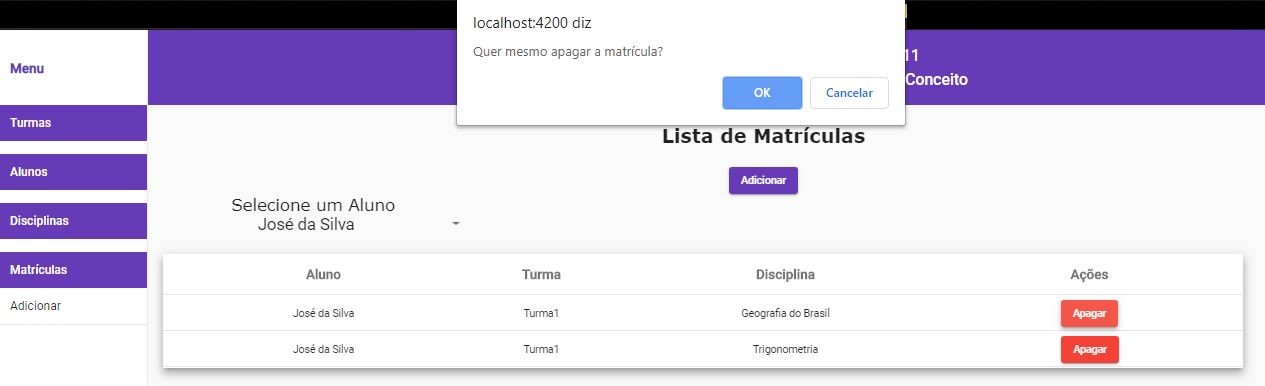 localhost:4200 diz
Quer mesmo apagar a matrícula?
OK Cancelar
Menu
11
Conceito
Turmas
Alunos
Disciplinas
Matrículas
Adicionar
Lista de Matrículas
Adicionar
Selecione um Aluno
José da Silva
Aluno Turma Disciplina Ações
José da Silva Turma1 Geografia do Brasil Apagar
José da Silva Turma1 Trigonometria Apagar